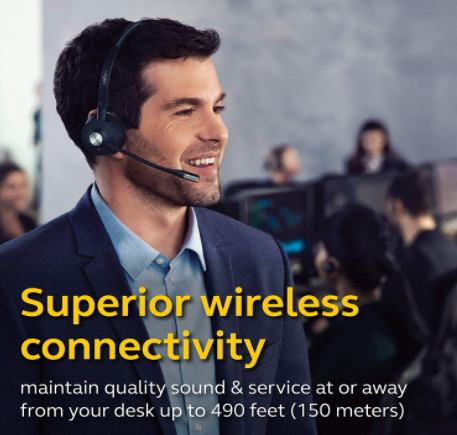 Superior wireless
connectivity
maintain quality sound & service at or away
from your desk up to 490 feet (150 meters)